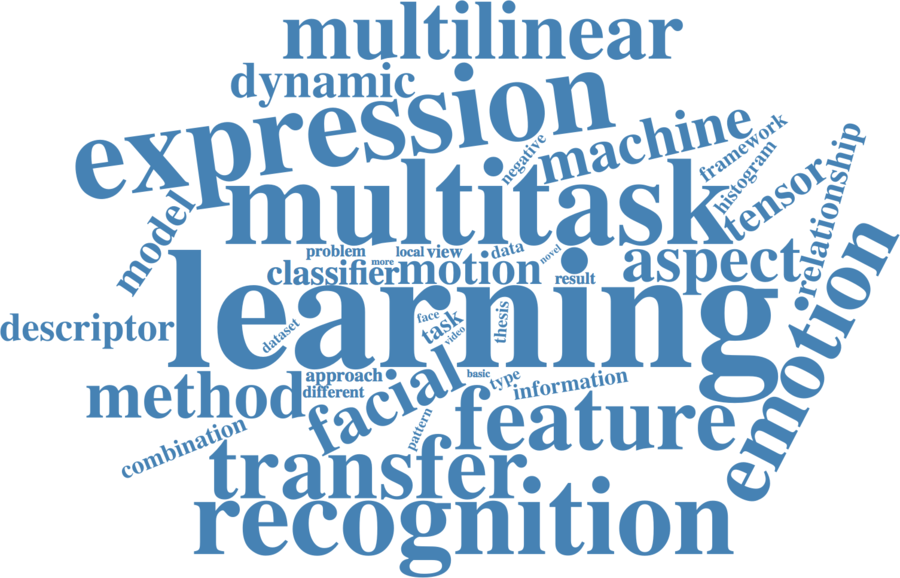 multilinear
dynamic
expression
negative
machine
framework
histogram
multitask
tensor
relationship
model
problem
local
view
data
novel
more
classifier
motion
result
aspect
learning
emotion
descriptor
dataset
face
task
video
thesis
approach
different
basic
type
information
method
facial
pattern
feature
combination
transfer
recognition